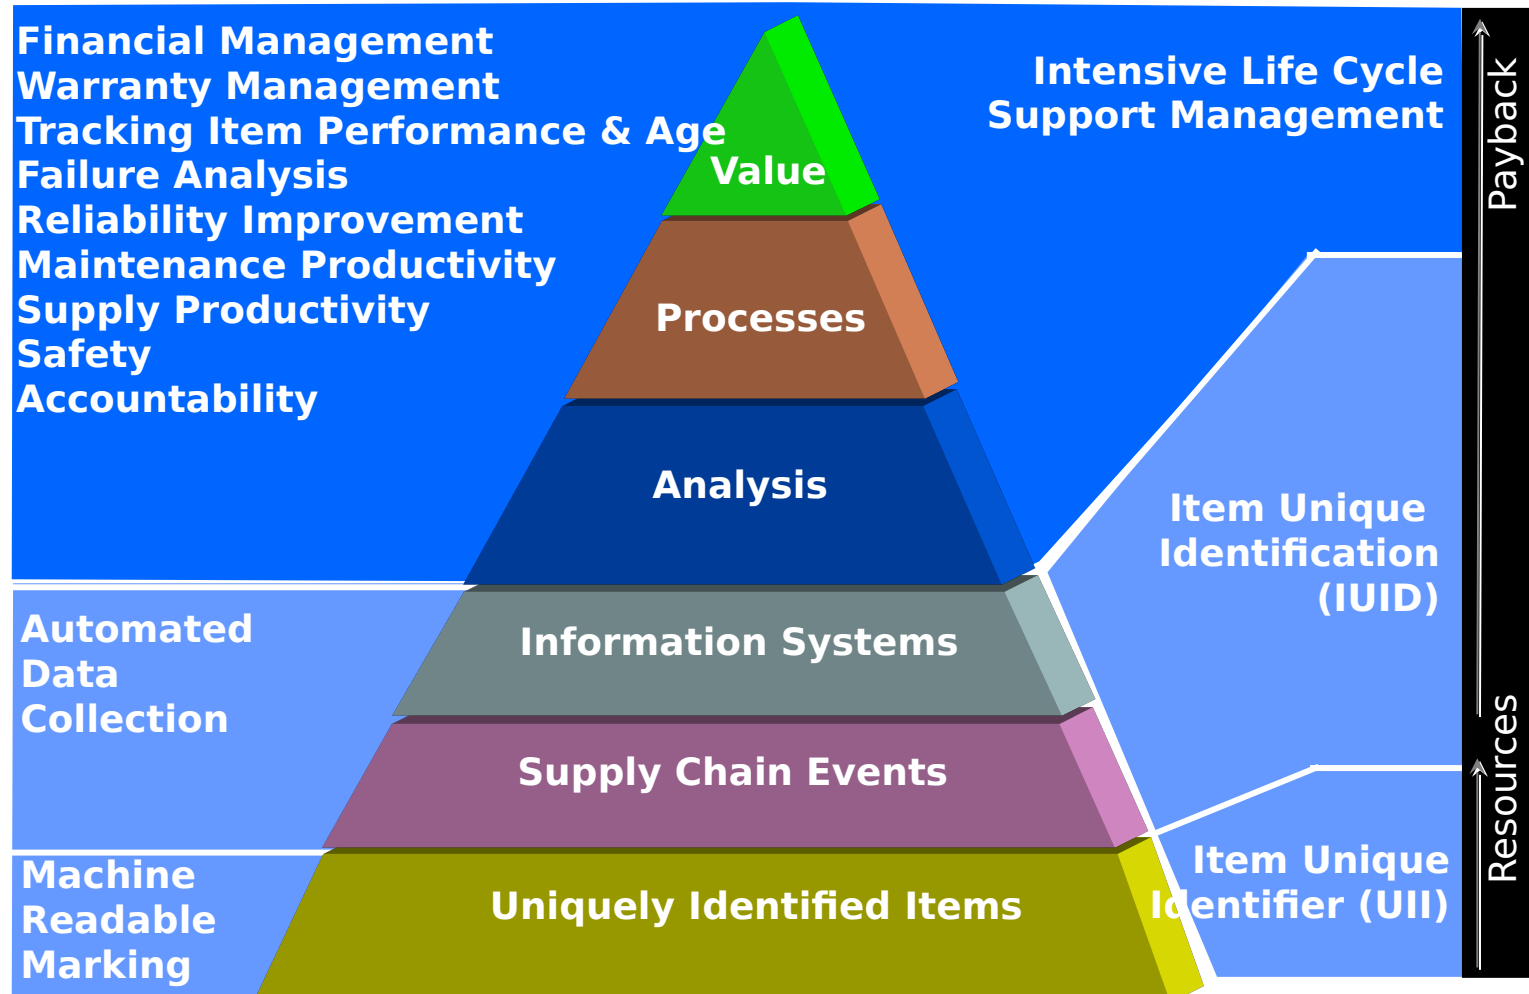 Financial Management
Warranty Management
Tracking Item Performance & Age
Failure Analysis
Reliability Improvement
Maintenance Productivity
Supply Productivity
Safety
Accountability
Intensive Life Cycle
Support Management
Value
Processes
Analysis
Automated
Data
Collection
Information Systems
Supply Chain Events
Item Unique
Identification
(IUID)
Machine
Readable
Marking
Uniquely Identified Items
Item Unique
Identifier (UII)
Payback
Resources